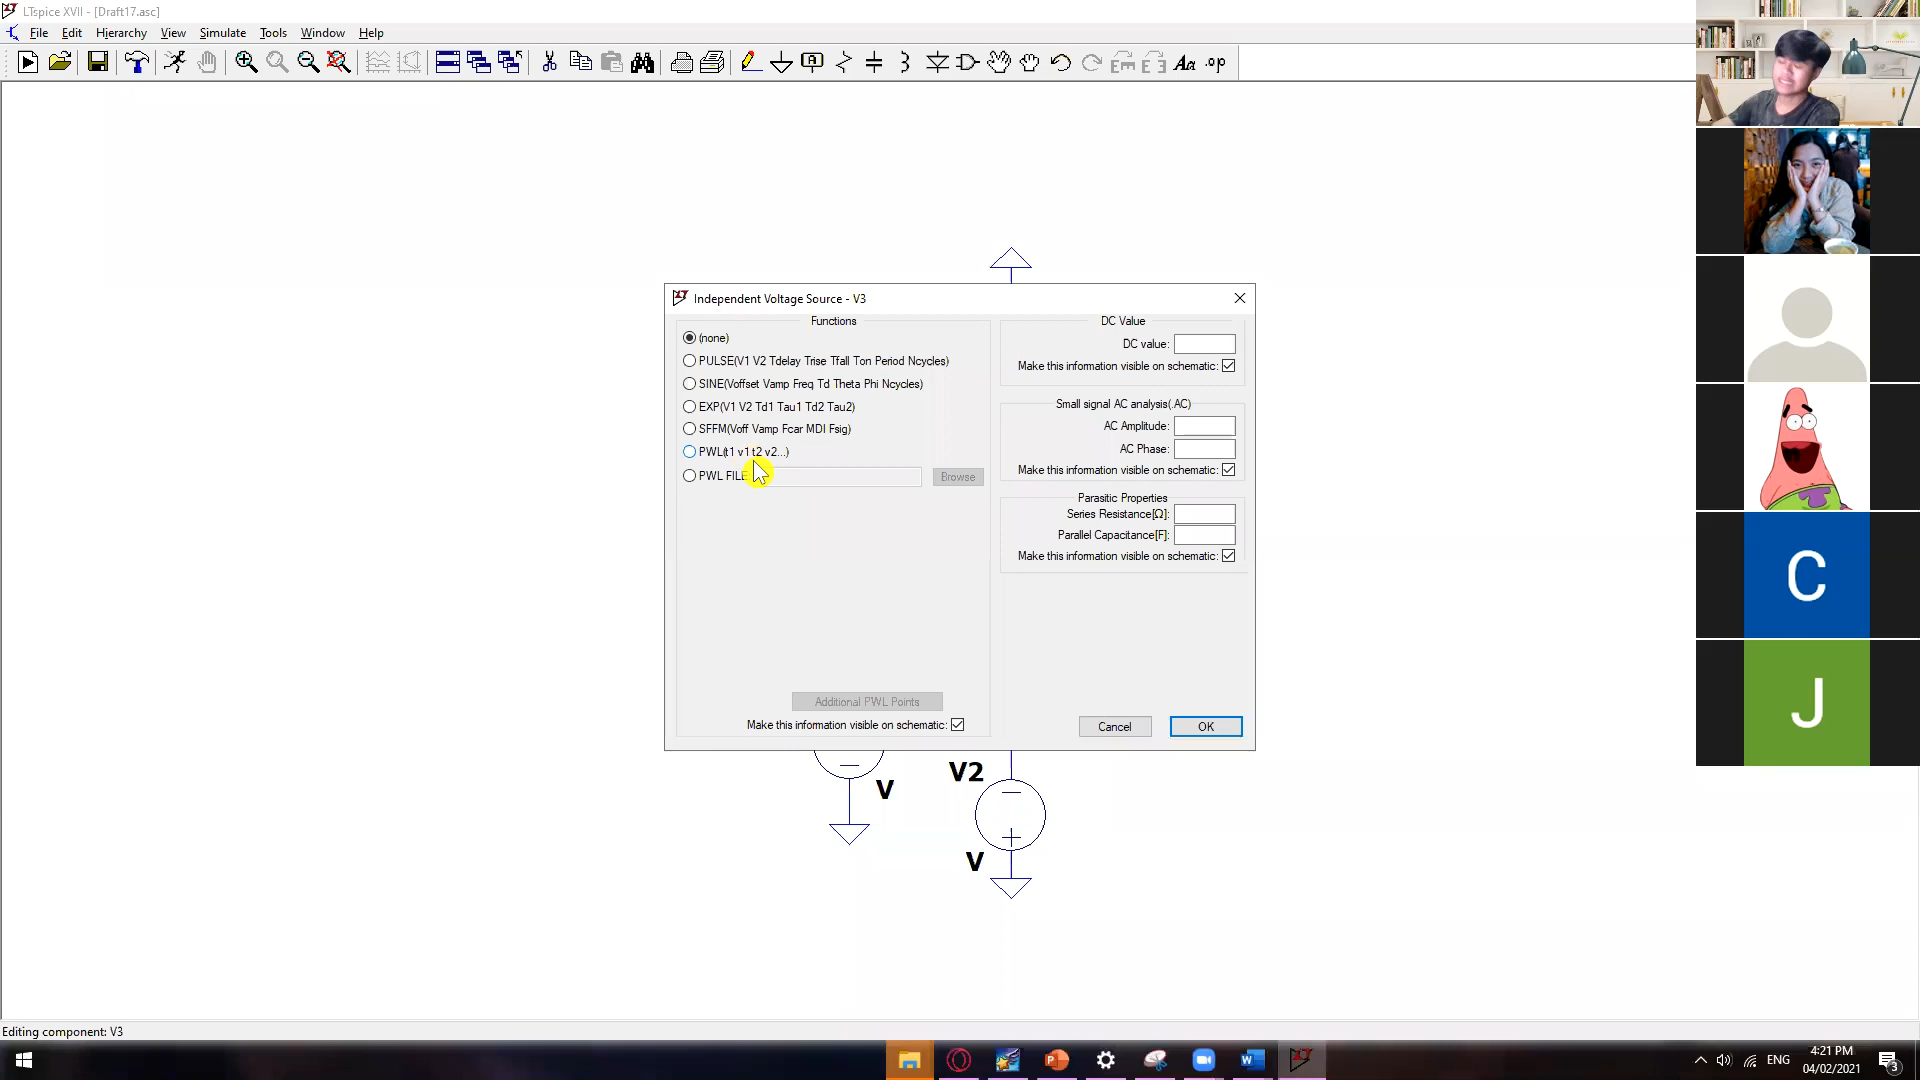 LTspice XVII - [Draft17.asc]
File Edit Hierarchy View Simulate Tools Window Help
Aa .op
Independent Voltage Source - V3
Functions
(none)
PULSE(V1 V2 Tdelay Trise Tfall Ton Period Ncycles)
SINE(Voffset Vamp Freq Td Theta Phi Ncycles)
EXP(V1 V2 Td1 Tau1 Td2 Tau2)
SFFM(Voff Vamp Fcar MDI Fsig)
PWL(t1 v1 t2 v2...)
PWL FILE
Browse
Additional PWL Points
Make this information visible on schematic:
DC Value
DC value:
Make this information visible on schematic:
Small signal AC analysis(.AC)
AC Amplitude:
AC Phase:
Make this information visible on schematic:
Parasitic Properties
Series Resistance[Ω]:
Parallel Capacitance[F]:
Make this information visible on schematic:
Cancel OK
V
V2
V
C
J
Editing component: V3
ENG
4:21 PM
04/02/2021
3